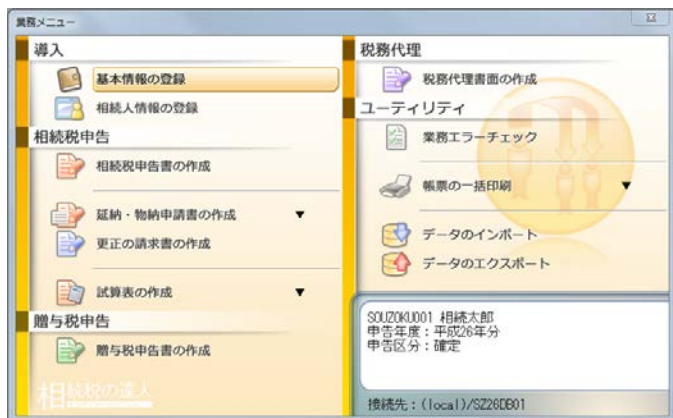 業務メニュー
導入
基本情報の登録
相続人情報の登録
相続税申告
相続税申告書の作成
延納・物納申請書の作成 ▼
更正の請求書の作成
試算表の作成 ▼
贈与税申告
贈与税申告書の作成
相続税の達人
税務代理
税務代理書面の作成
ユーティリティ
業務エラーチェック
帳票の一括印刷 ▼
データのインポート
データのエクスポート
SOUZOKU001 相続太郎
申告年度：平成26年分
申告区分：確定
接続先：(local)/SZ26DB01